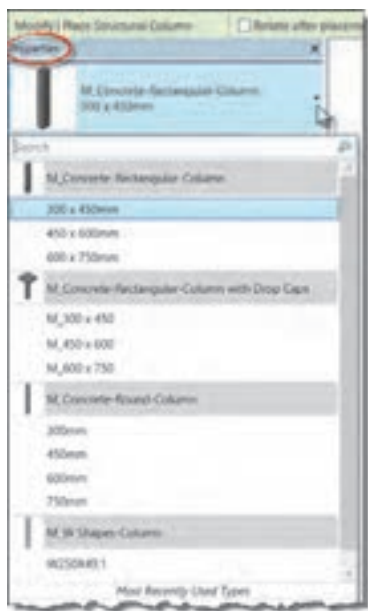 Modify | Place Structural Column Rotate after placement
Properties
M_Concrete-Rectangular-Column
300 x 450mm
Search
M_Concrete-Rectangular-Column
300 x 450mm
450 x 600mm
600 x 750mm
M_Concrete-Rectangular-Column with Drop Caps
M_300 x 450
M_450 x 600
M_600 x 750
M_Concrete-Round-Column
300mm
450mm
600mm
750mm
M_W Shapes-Column
W250X49.1
Most Recently Used Types